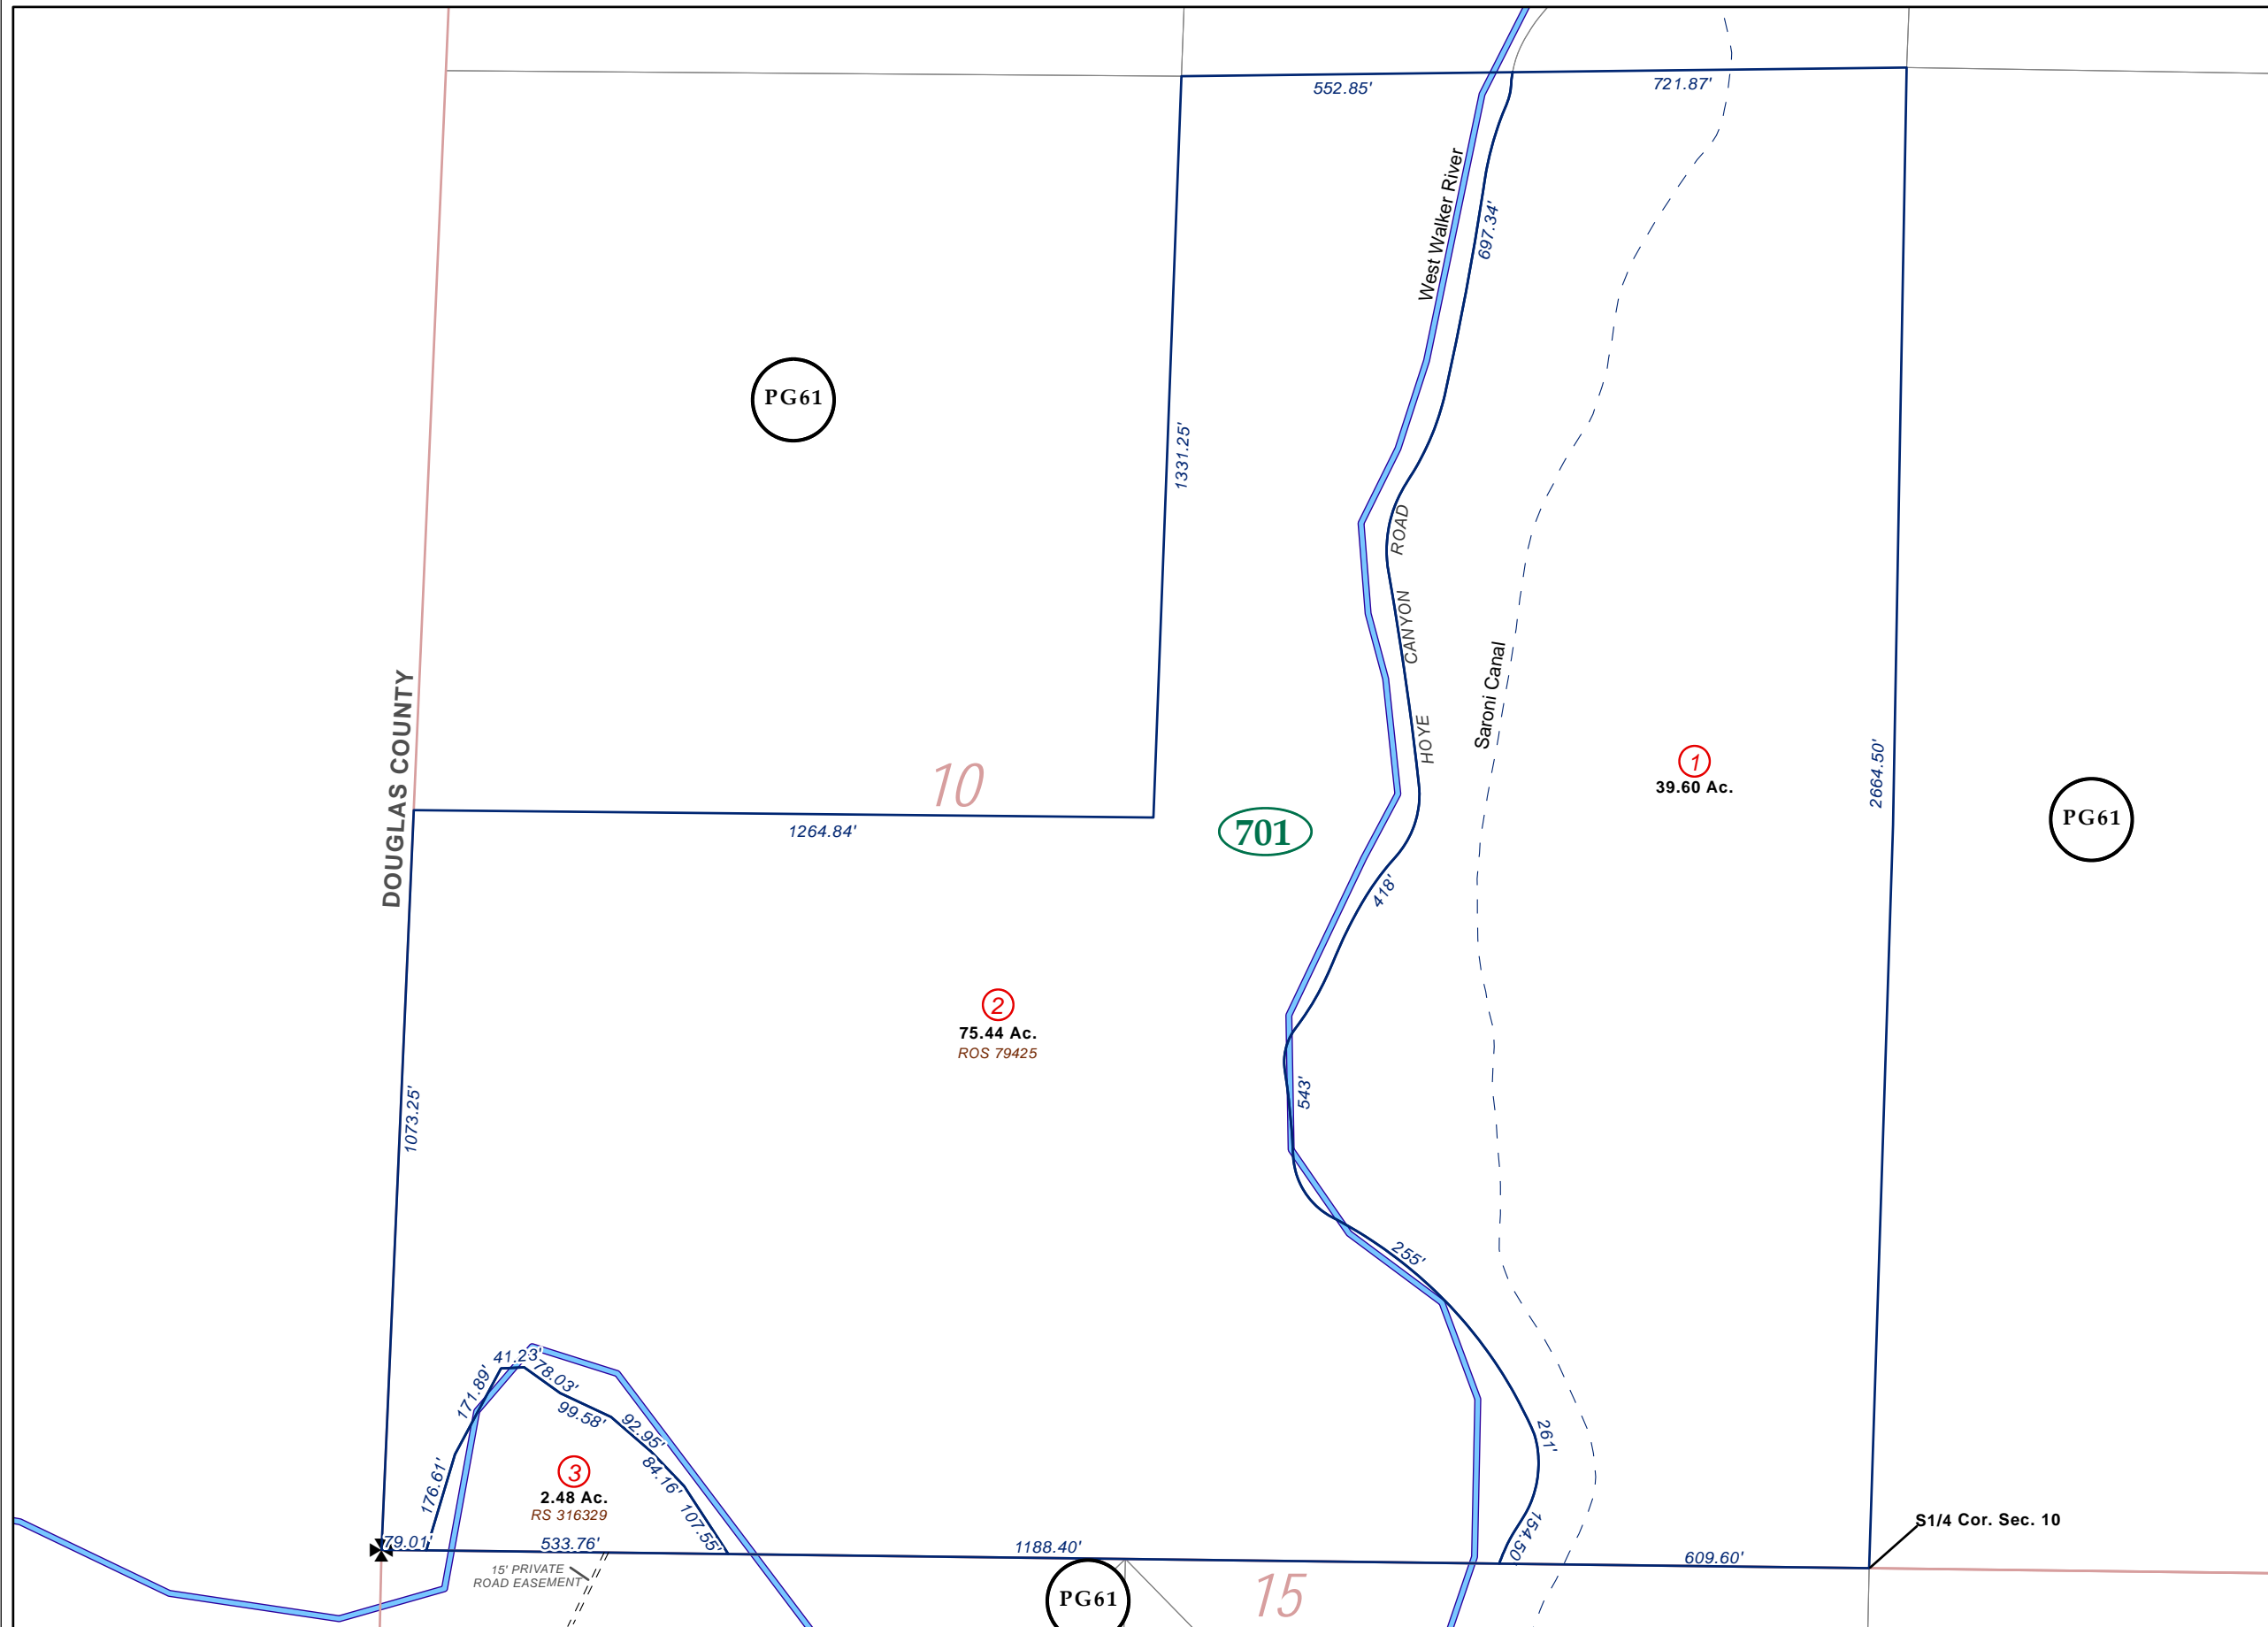 552.85'
721.87'
West Walker River
697.34'
PG61
1331.25'
HOYE CANYON ROAD
Saroni Canal
DOUGLAS COUNTY
10
1264.84'
701
1
39.60 Ac.
2664.50'
PG61
418'
2
75.44 Ac.
ROS 79425
1073.25'
543'
255'
41.23'
78.03'
171.89'
99.58'
92.95'
261'
176.61'
3
2.48 Ac.
RS 316329
84.16'
107.55'
154.50'
S1/4 Cor. Sec. 10
79.01'
533.76'
1188.40'
609.60'
15' PRIVATE
ROAD EASEMENT
PG61
15